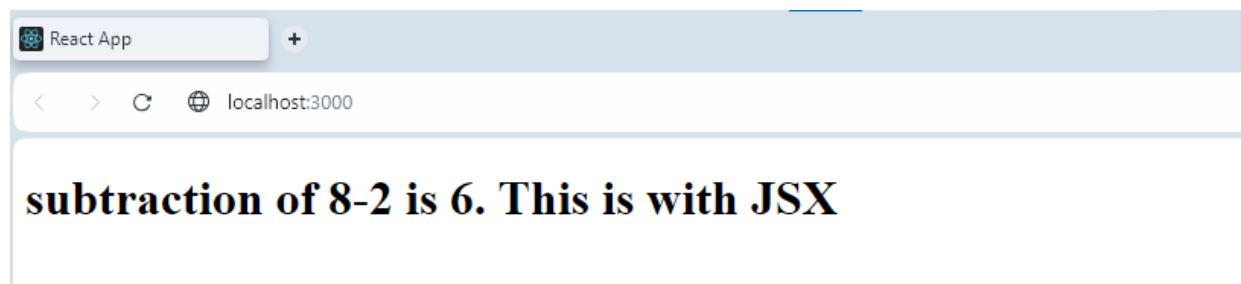 React App
localhost:3000
subtraction of 8-2 is 6. This is with JSX